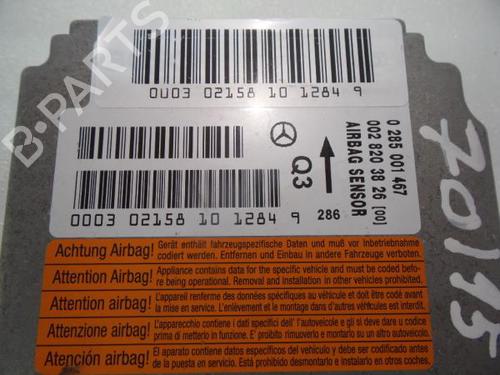 B-PARTS
0U03 02158 10 1284 9
0003 02158 10 1284 9
Q3
286
0 285 001 467
002 820 38 26 [00]
AIRBAG SENSOR
70115
Achtung Airbag! Gerät enthält fahrzeugspezifische Daten und muß vor Inbetriebnahme
codiert werden. Entfernen und Einbau in andere Fahrzeuge verboten.
Attention Airbag! Appliance contains data for the specific vehicle and must be coded befo-
re being operational. Removal and installation in other vehicles prohibited.
Attention airbag! L'appareil renferme des données spécifiques au véhicule et doit être codé avant
la mise en service. L'enlèvement et le montage dans d'autres véhicules est interdit.
Attenzione airbag! L'apparecchio contiene i dati specifici dell' autoveicolo e gli si deve dare u codice
prima di metterlo in funzione. E' proibito rimuoverlo e montarlo su un altro autoveicolo.
Atención airbag! El aparato contiene datos específicos del vehículo y debe ser codificado antes
de la puesta en servicio. Está prohibido desmontarlo e instalarlo en otros coches.